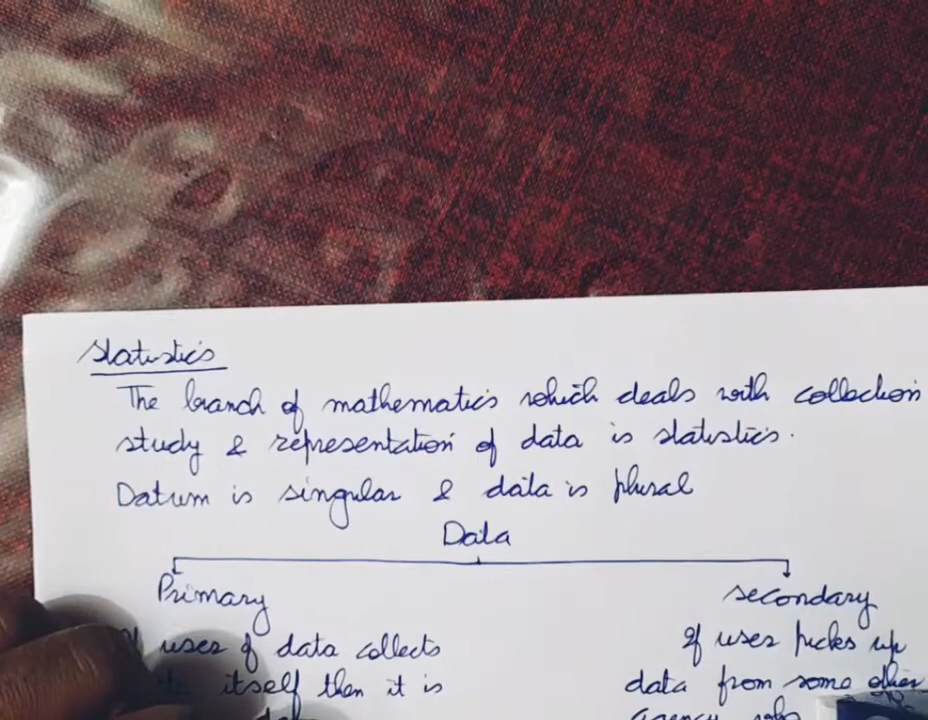 Statistics
The branch of mathematics which deals with collection
study & representation of data is statistics.
Datum is singular & data is plural
Data
Primary
secondary
uses of data collects
If uses picks up
itself then it is
data from some other
agency